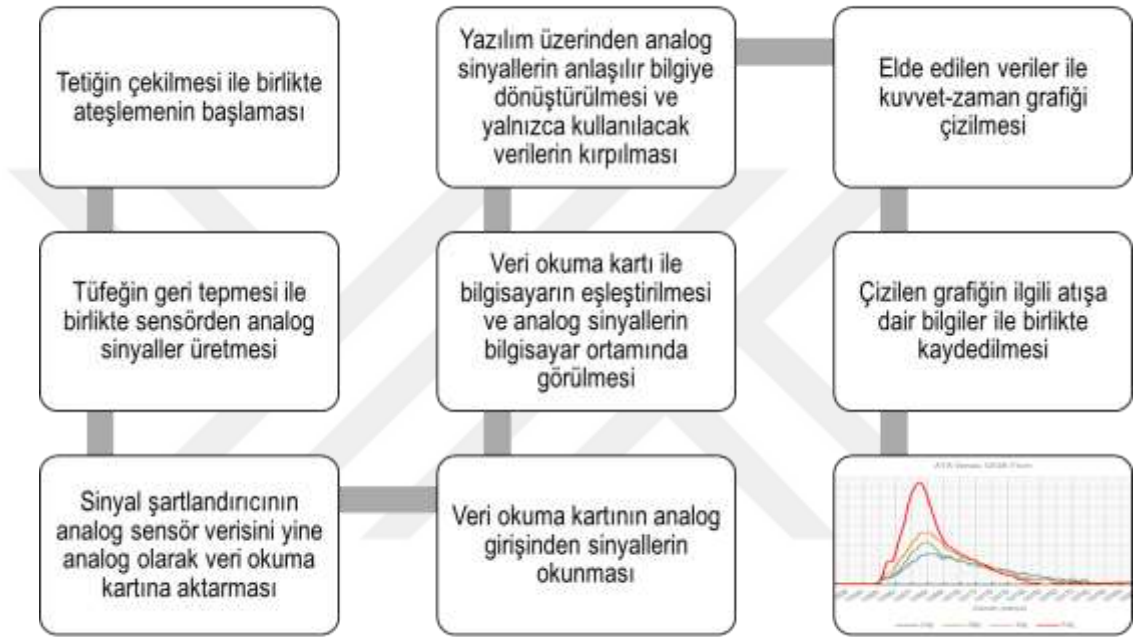 Tetiğin çekilmesi ile birlikte
ateşlemenin başlaması
Tüfeğin geri tepmesi ile
birlikte sensörden analog
sinyaller üretmesi
Sinyal şartlandırıcının
analog sensör verisini yine
analog olarak veri okuma
kartına aktarması
Veri okuma kartının analog
girişinden sinyallerin
okunması
Veri okuma kartı ile
bilgisayarın eşleştirilmesi
ve analog sinyallerin
bilgisayar ortamında
görülmesi
Yazılım üzerinden analog
sinyallerin anlaşılır bilgiye
dönüştürülmesi ve
yalnızca kullanılacak
verilerin kırpılması
Elde edilen veriler ile
kuvvet-zaman grafiği
çizilmesi
Çizilen grafiğin ilgili atışa
dair bilgiler ile birlikte
kaydedilmesi